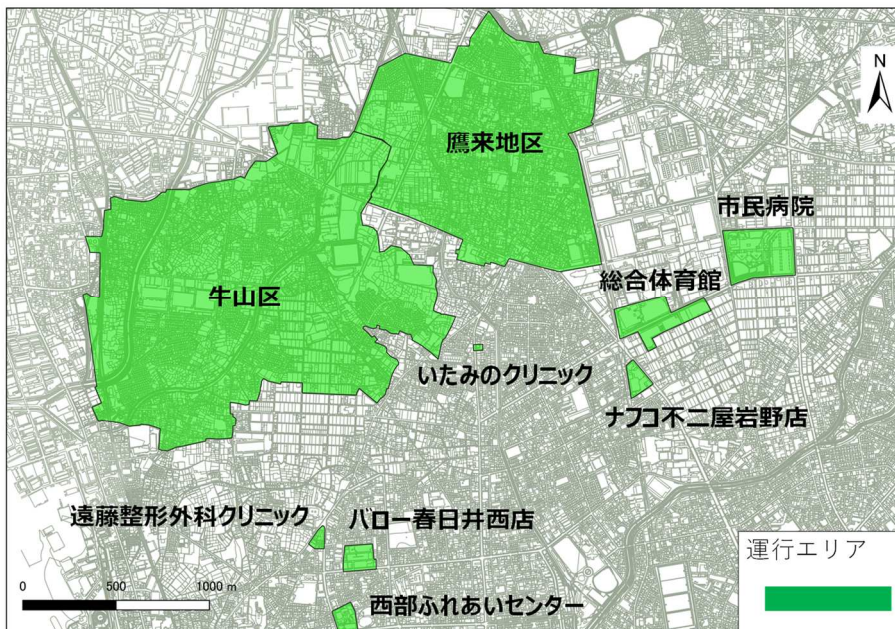 N
鷹来地区
市民病院
総合体育館
牛山区
いたみのクリニック
ナフコ不二屋岩野店
遠藤整形外科クリニック
バロー春日井西店
運行エリア
0 500 1000 m
西部ふれあいセンター